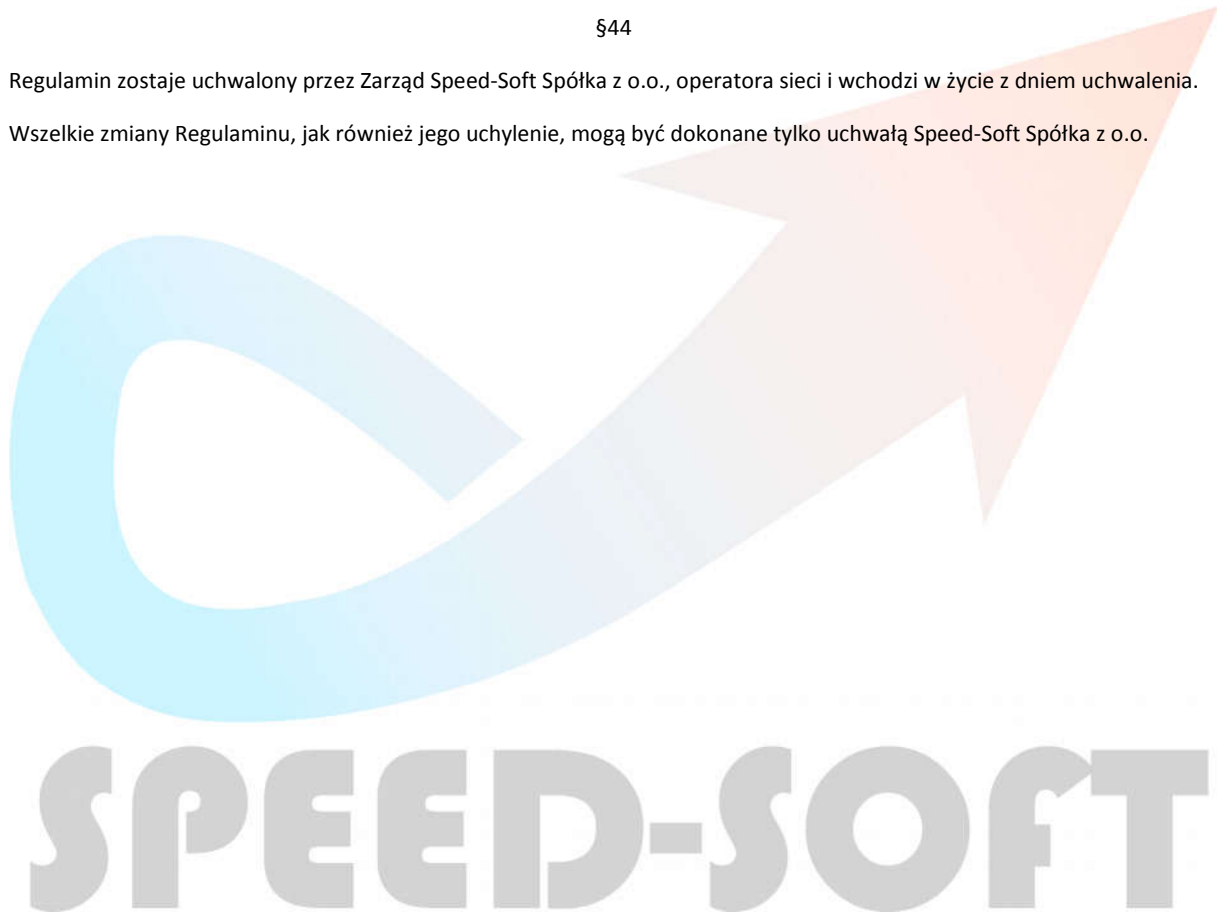 §44
Regulamin zostaje uchwalony przez Zarząd Speed-Soft Spółka z o.o., operatora sieci i wchodzi w życie z dniem uchwalenia.
Wszelkie zmiany Regulaminu, jak również jego uchylenie, mogą być dokonane tylko uchwałą Speed-Soft Spółka z o.o.
SPEED-SOFT